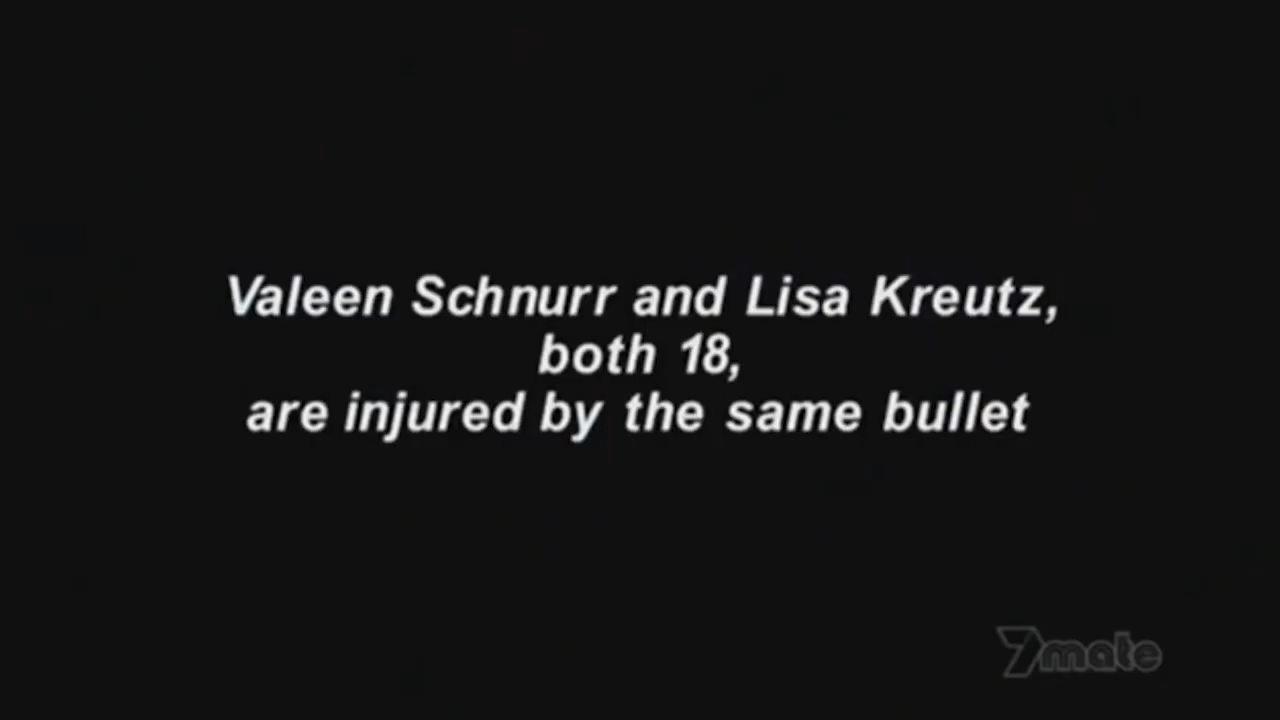 Valeen Schnurr and Lisa Kreutz,
both 18,
are injured by the same bullet
7mate